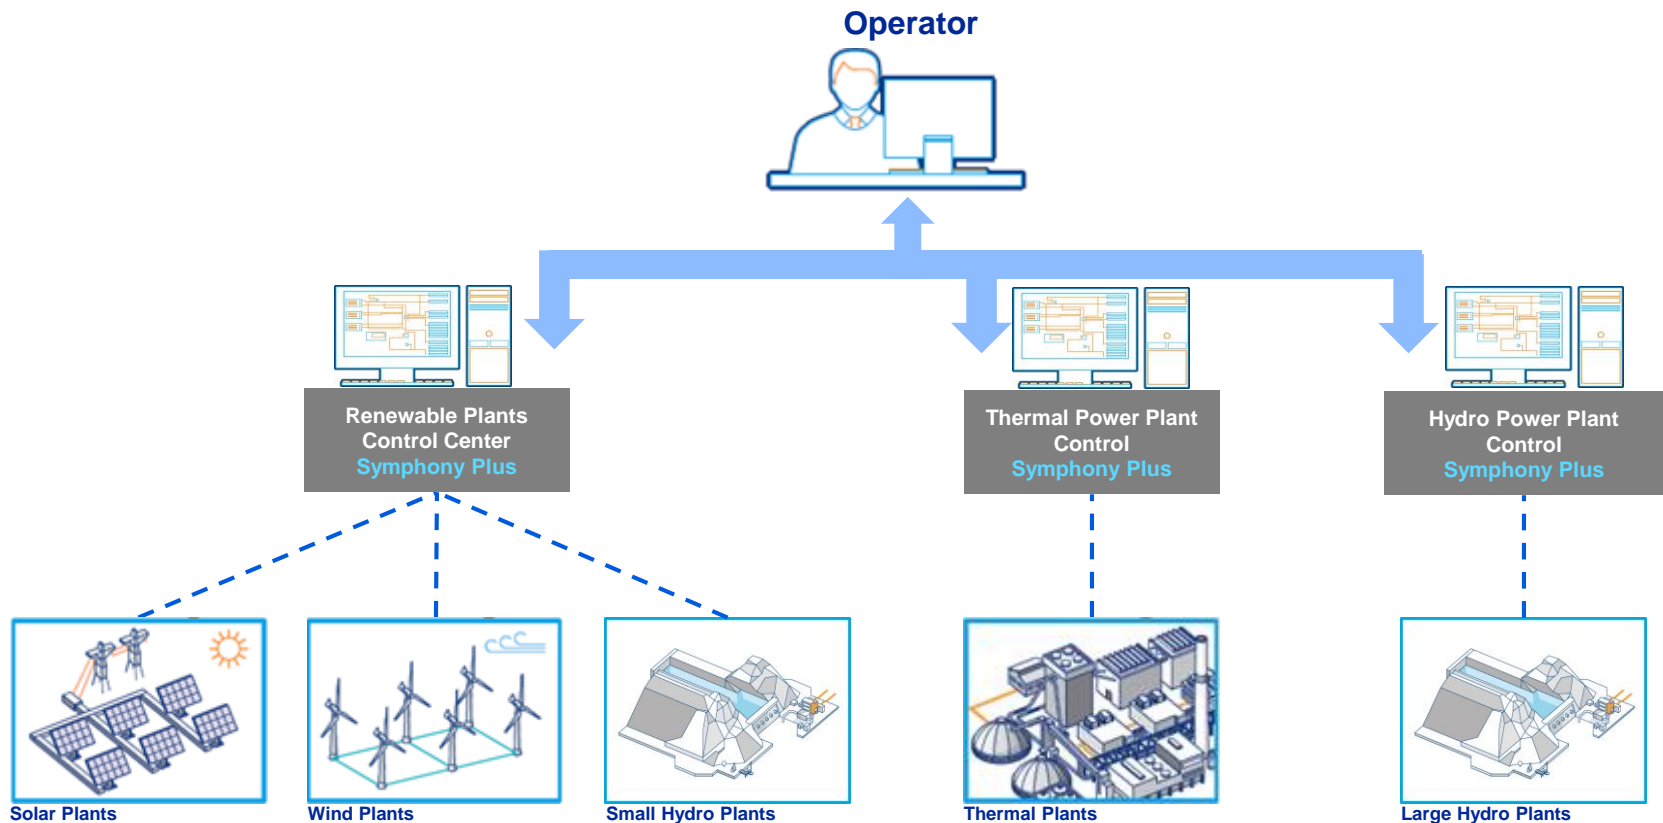 Operator
Renewable Plants
Control Center
Symphony Plus
Thermal Power Plant
Control
Symphony Plus
Hydro Power Plant
Control
Symphony Plus
Solar Plants
Wind Plants
Small Hydro Plants
Thermal Plants
Large Hydro Plants